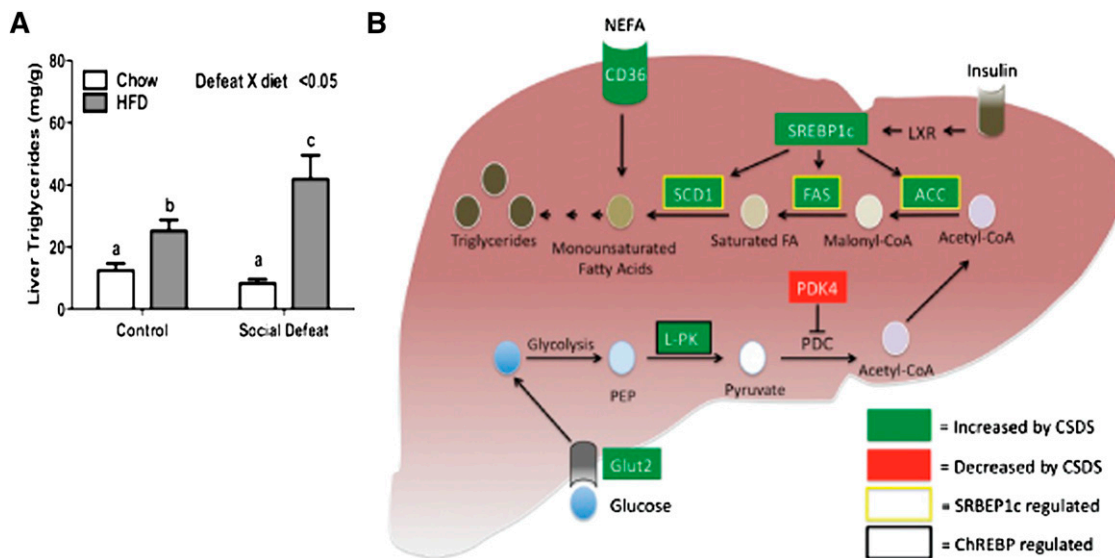 A
80
60
40
20
0
Liver Triglycerides (mg/g)
Chow
HFD
Defeat X diet <0.05
a
b
a
c
Control
Social Defeat
B
NEFA
CD36
Insulin
SREBP1c
LXR
SCD1
FAS
ACC
Triglycerides
Monounsaturated
Fatty Acids
Saturated FA
Malonyl-CoA
Acetyl-CoA
PDK4
Glycolysis
L-PK
PDC
PEP
Pyruvate
Acetyl-CoA
Glut2
Glucose
= Increased by CSDS
= Decreased by CSDS
= SRBEP1c regulated
= ChREBP regulated